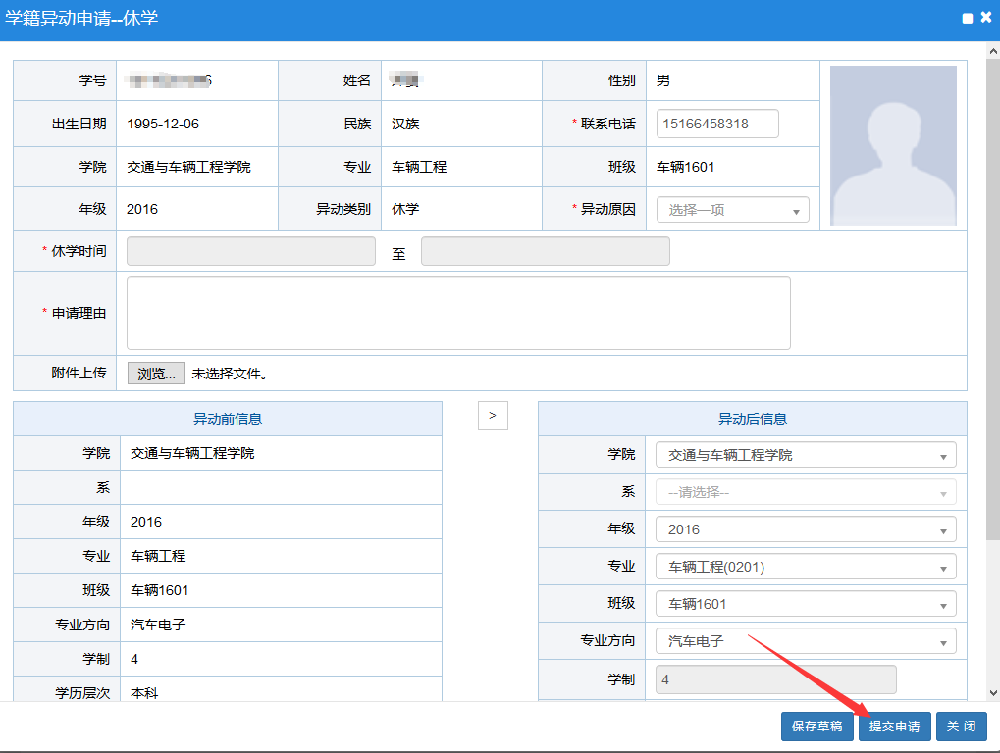 学籍异动申请--休学
学号 6 姓名 性别 男
出生日期 1995-12-06 民族 汉族 * 联系电话 15166458318
学院 交通与车辆工程学院 专业 车辆工程 班级 车辆1601
年级 2016 异动类别 休学 * 异动原因 选择一项
* 休学时间 至
* 申请理由
附件上传 浏览... 未选择文件。
异动前信息 > 异动后信息
学院 交通与车辆工程学院 学院 交通与车辆工程学院
系 系 --请选择--
年级 2016 年级 2016
专业 车辆工程 专业 车辆工程(0201)
班级 车辆1601 班级 车辆1601
专业方向 汽车电子 专业方向 汽车电子
学制 4 学制 4
学历层次 本科
保存草稿 提交申请 关 闭